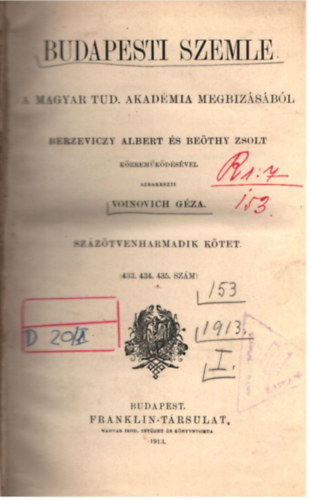 BUDAPESTI SZEMLE
A MAGYAR TUD. AKADÉMIA MEGBIZÁSÁBÓL
BERZEVICZY ALBERT ÉS BEÖTHY ZSOLT
KÖZREMŰKÖDÉSÉVEL
SZERKESZTI
VOINOVICH GÉZA.
R1:7
153
SZÁZÖTVENHARMADIK KÖTET.
(433. 434. 435. SZÁM)
153
1913.
I.
D 20/I
BUDAPEST.
FRANKLIN-TÁRSULAT,
MAGYAR IROD. INTÉZET ÉS KÖNYVNYOMDA
1913.